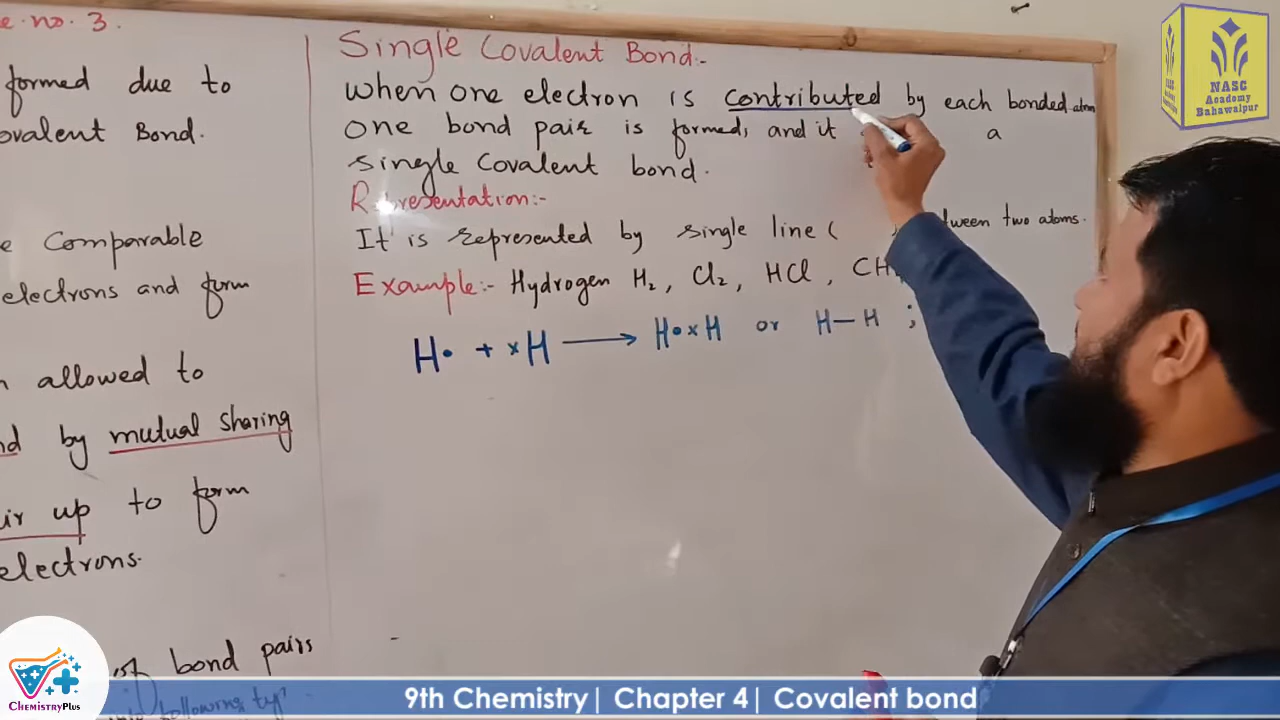 e. no. 3.
formed due to
ovalent Bond.
e Comparable
electrons and form
n allowed to
nd by mutual sharing
air up to form
electrons.
of bond pairs
following
Single Covalent Bond:-
when one electron is contributed by each bonded atom
one bond pair is formed, and it a
single Covalent bond.
Representation:-
It is represented by single line ( tween two atoms.
Example:- Hydrogen H₂, Cl₂, HCl, CH
H• + ×H ⟶ H•×H or H—H ;
NASC
Academy
Bahawalpur
ChemistryPlus
9th Chemistry| Chapter 4| Covalent bond